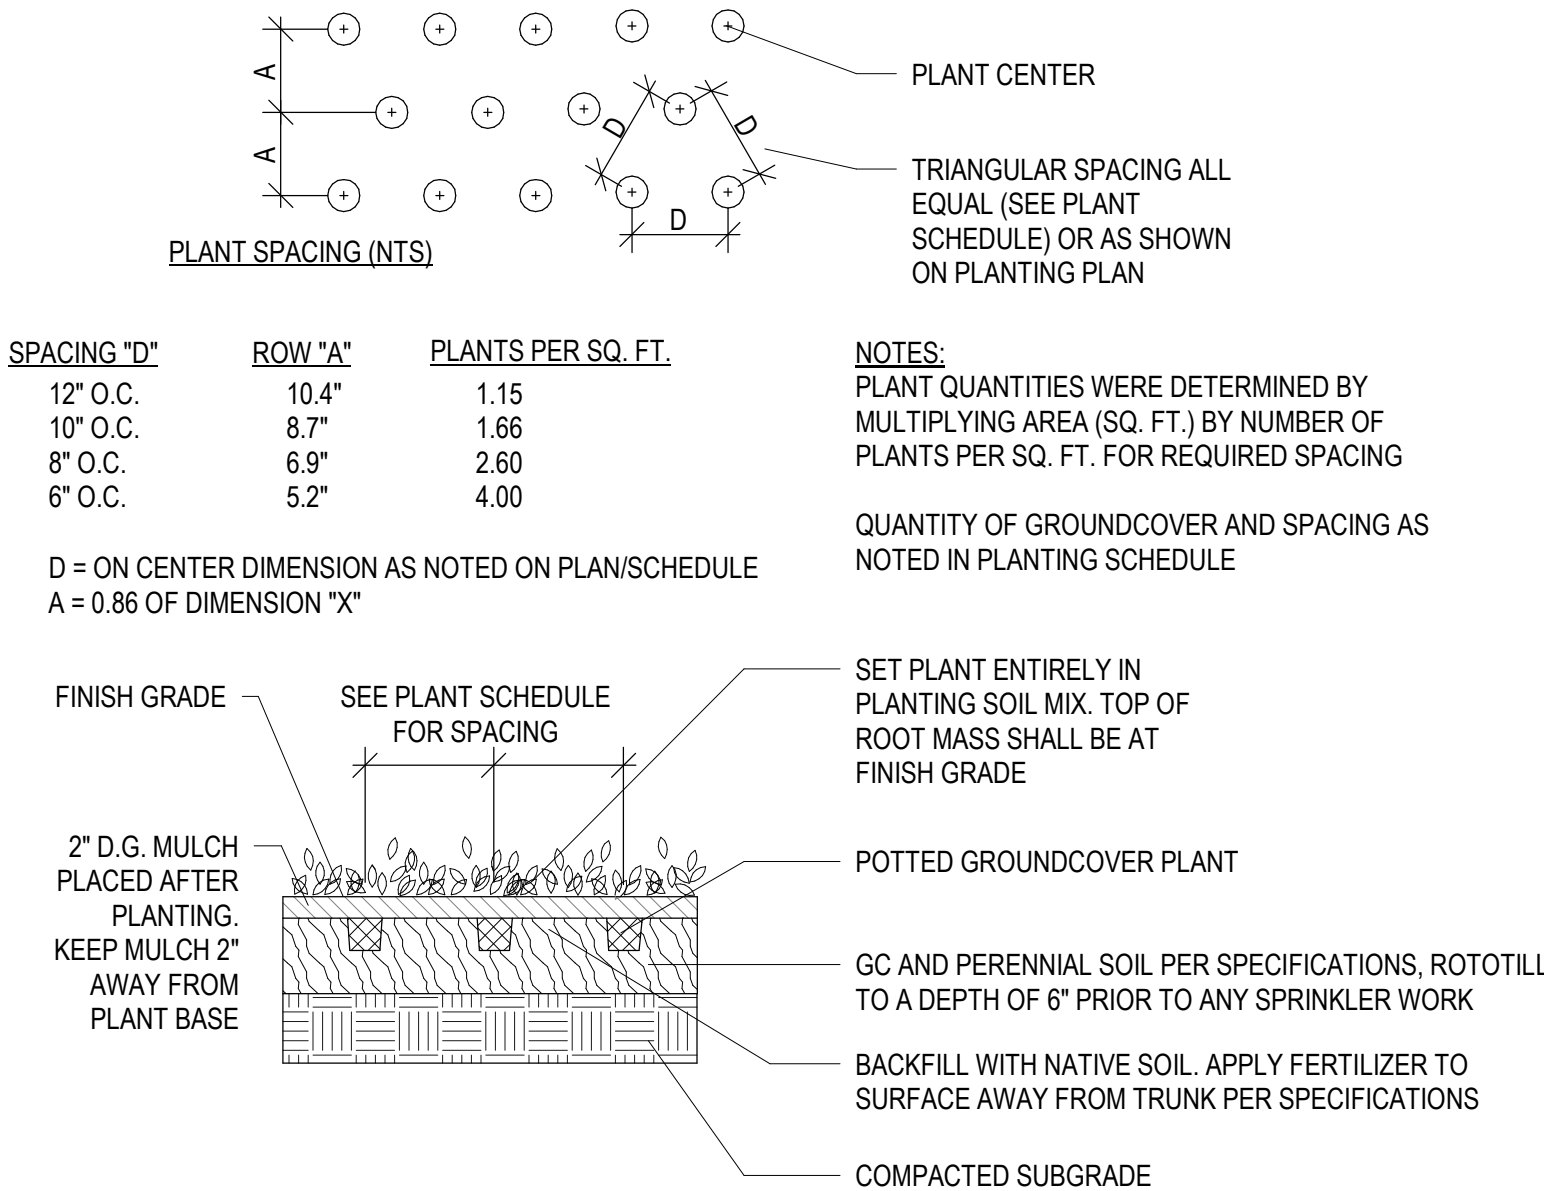 A
A
D
D
D
PLANT CENTER
TRIANGULAR SPACING ALL
EQUAL (SEE PLANT
SCHEDULE) OR AS SHOWN
ON PLANTING PLAN
PLANT SPACING (NTS)
SPACING "D" ROW "A" PLANTS PER SQ. FT.
12" O.C. 10.4" 1.15
10" O.C. 8.7" 1.66
8" O.C. 6.9" 2.60
6" O.C. 5.2" 4.00
D = ON CENTER DIMENSION AS NOTED ON PLAN/SCHEDULE
A = 0.86 OF DIMENSION "X"
NOTES:
PLANT QUANTITIES WERE DETERMINED BY
MULTIPLYING AREA (SQ. FT.) BY NUMBER OF
PLANTS PER SQ. FT. FOR REQUIRED SPACING
QUANTITY OF GROUNDCOVER AND SPACING AS
NOTED IN PLANTING SCHEDULE
FINISH GRADE
SEE PLANT SCHEDULE
FOR SPACING
2" D.G. MULCH
PLACED AFTER
PLANTING.
KEEP MULCH 2"
AWAY FROM
PLANT BASE
SET PLANT ENTIRELY IN
PLANTING SOIL MIX. TOP OF
ROOT MASS SHALL BE AT
FINISH GRADE
POTTED GROUNDCOVER PLANT
GC AND PERENNIAL SOIL PER SPECIFICATIONS, ROTOTILL
TO A DEPTH OF 6" PRIOR TO ANY SPRINKLER WORK
BACKFILL WITH NATIVE SOIL. APPLY FERTILIZER TO
SURFACE AWAY FROM TRUNK PER SPECIFICATIONS
COMPACTED SUBGRADE